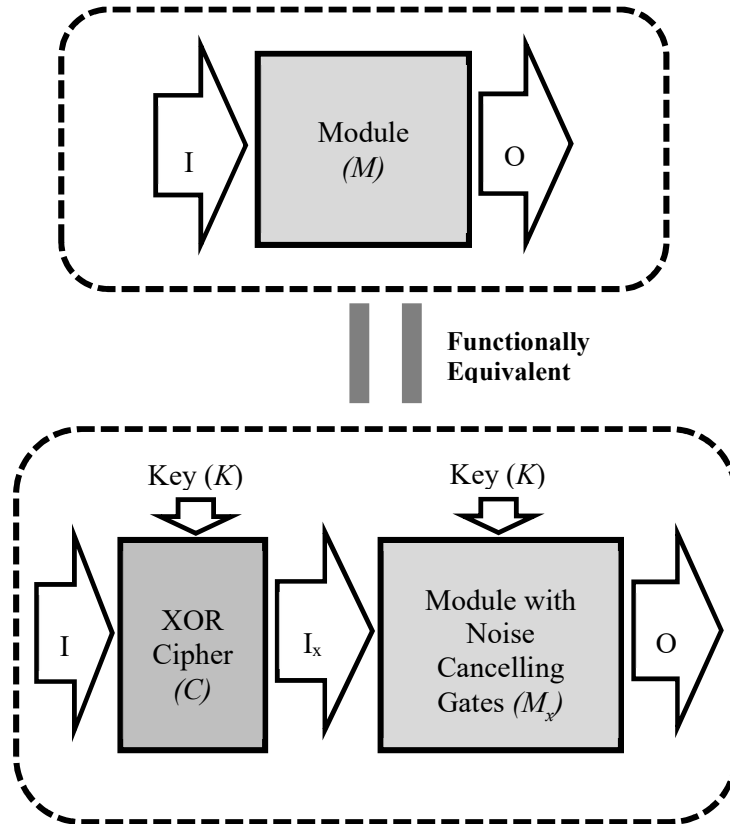 I
Module
(M)
O
Functionally
Equivalent
Key (K)
Key (K)
I
XOR
Cipher
(C)
Iₓ
Module with
Noise
Cancelling
Gates (Mₓ)
O